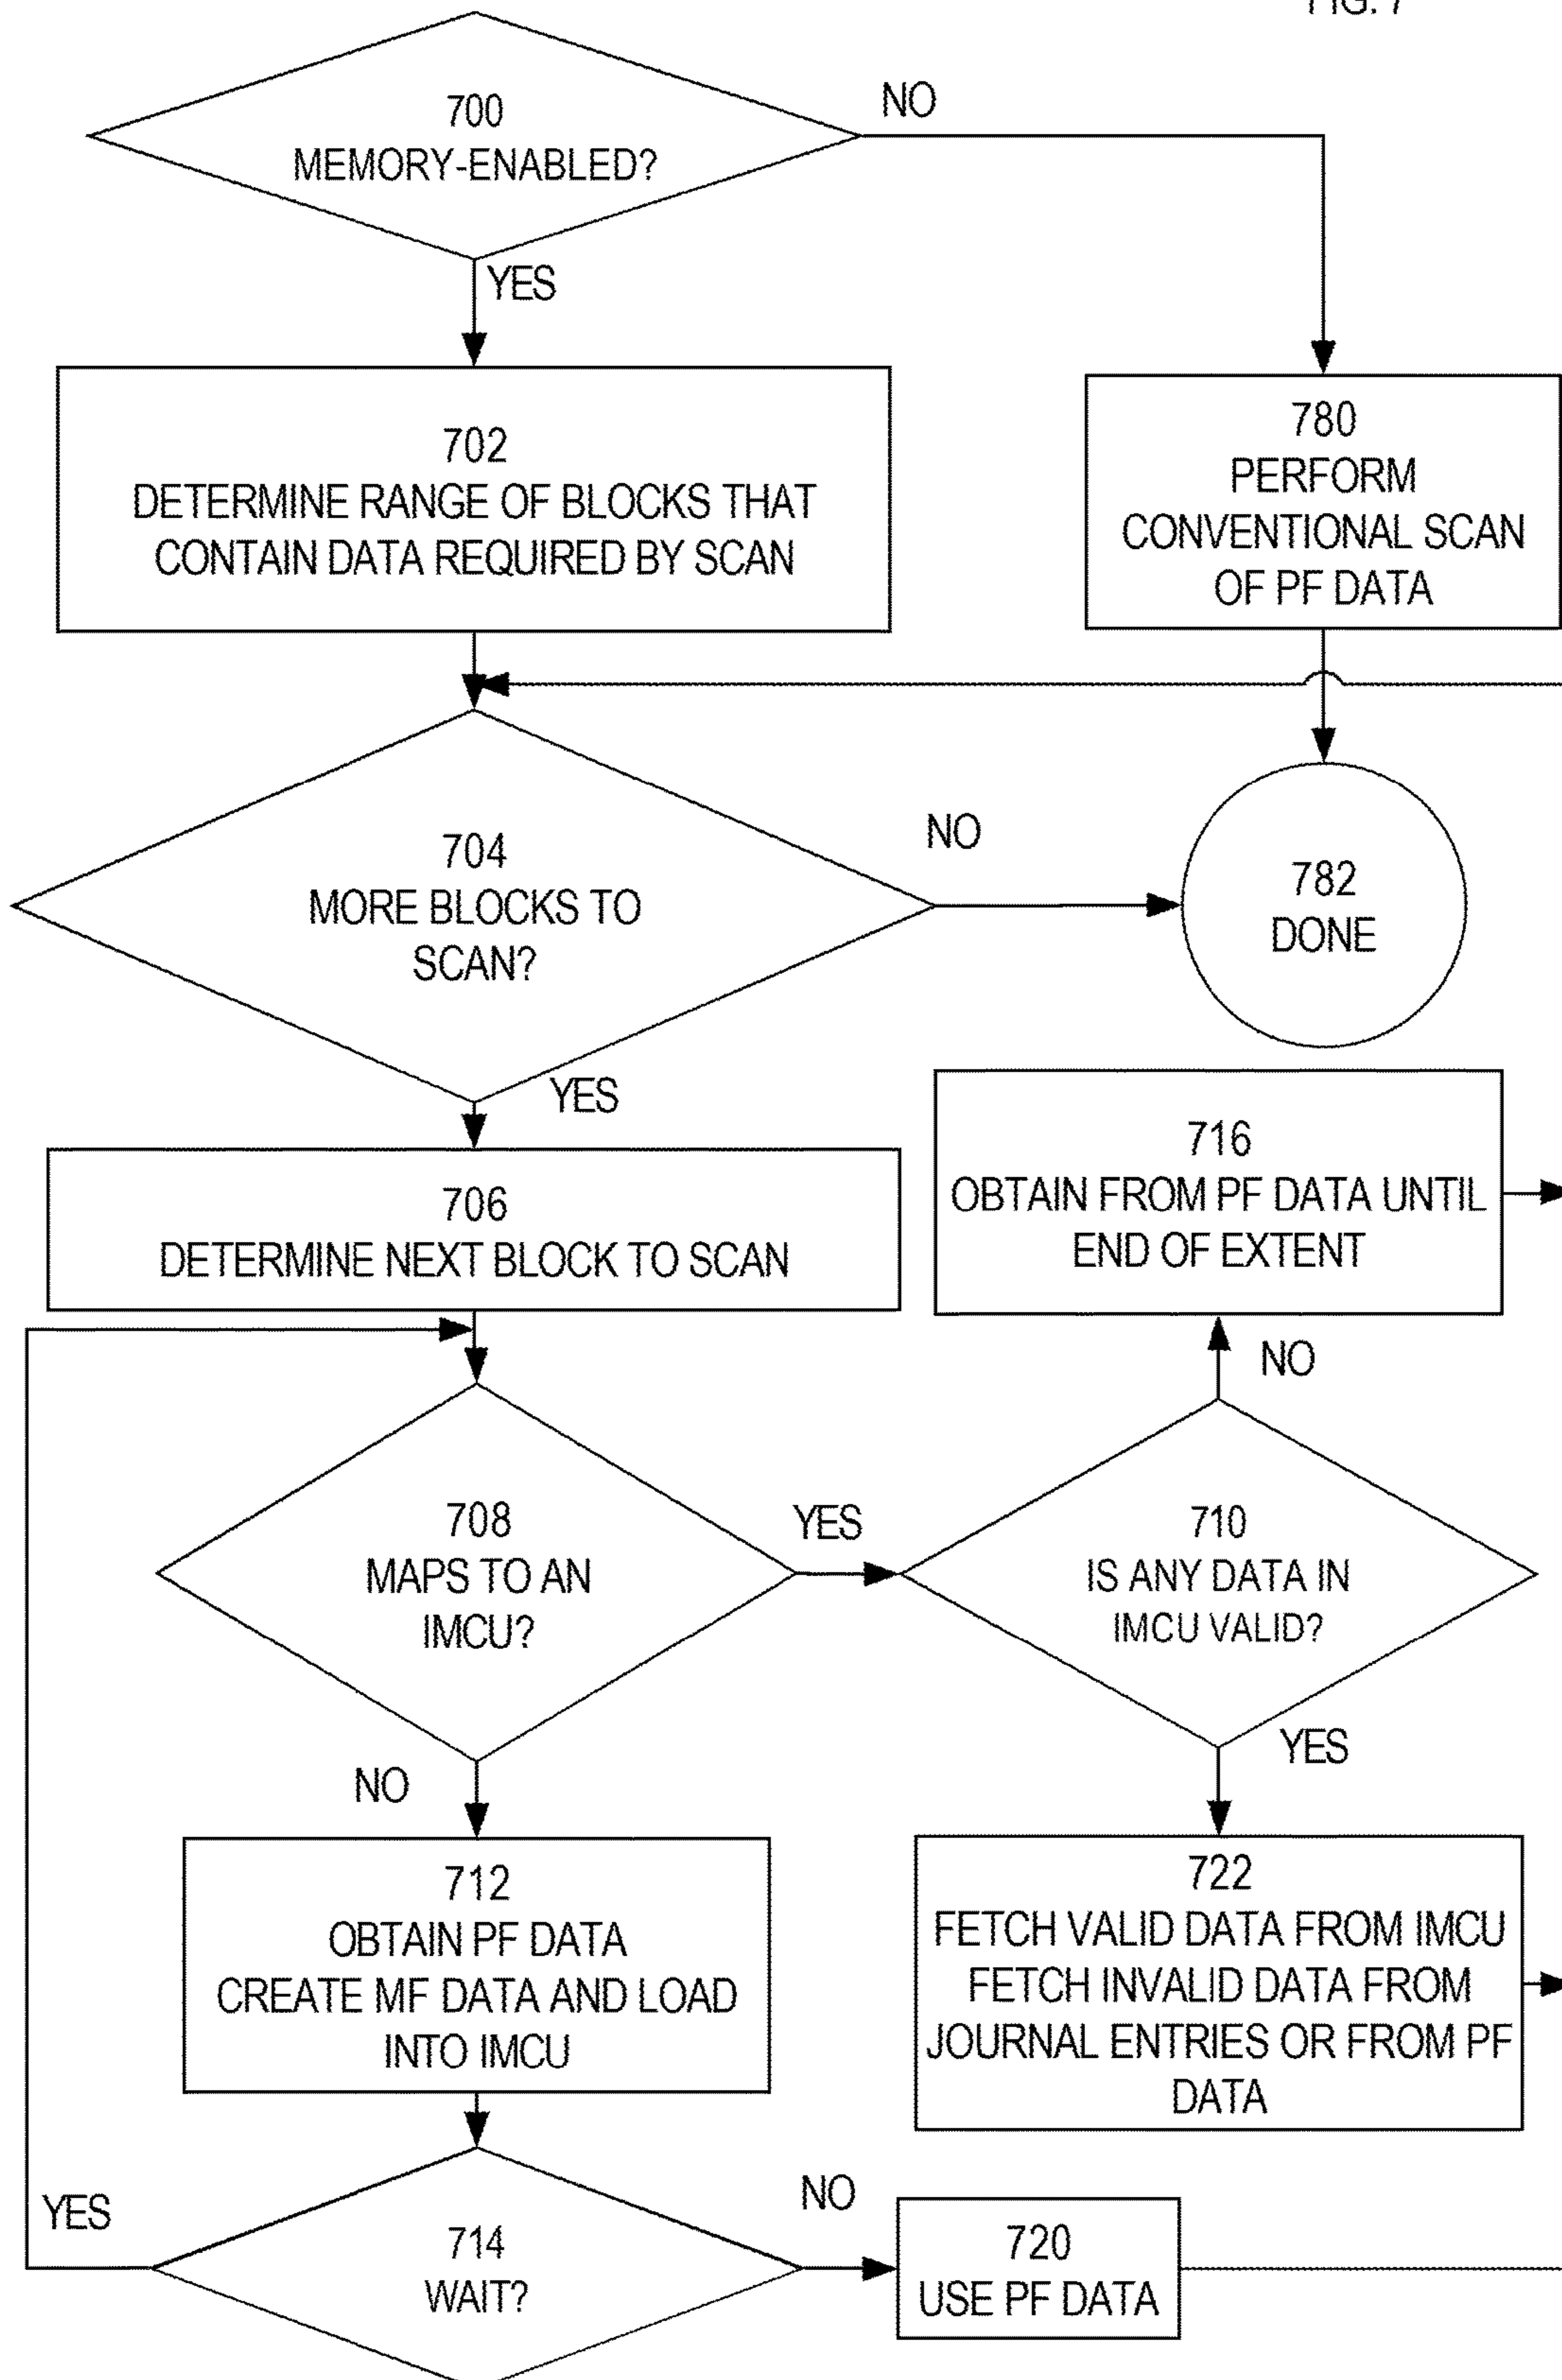 FIG. 7
700
MEMORY-ENABLED?
NO
YES
702
DETERMINE RANGE OF BLOCKS THAT
CONTAIN DATA REQUIRED BY SCAN
780
PERFORM
CONVENTIONAL SCAN
OF PF DATA
704
MORE BLOCKS TO
SCAN?
NO
782
DONE
YES
706
DETERMINE NEXT BLOCK TO SCAN
716
OBTAIN FROM PF DATA UNTIL
END OF EXTENT
NO
708
MAPS TO AN
IMCU?
YES
710
IS ANY DATA IN
IMCU VALID?
YES
NO
712
OBTAIN PF DATA
CREATE MF DATA AND LOAD
INTO IMCU
722
FETCH VALID DATA FROM IMCU
FETCH INVALID DATA FROM
JOURNAL ENTRIES OR FROM PF
DATA
YES
714
WAIT?
NO
720
USE PF DATA